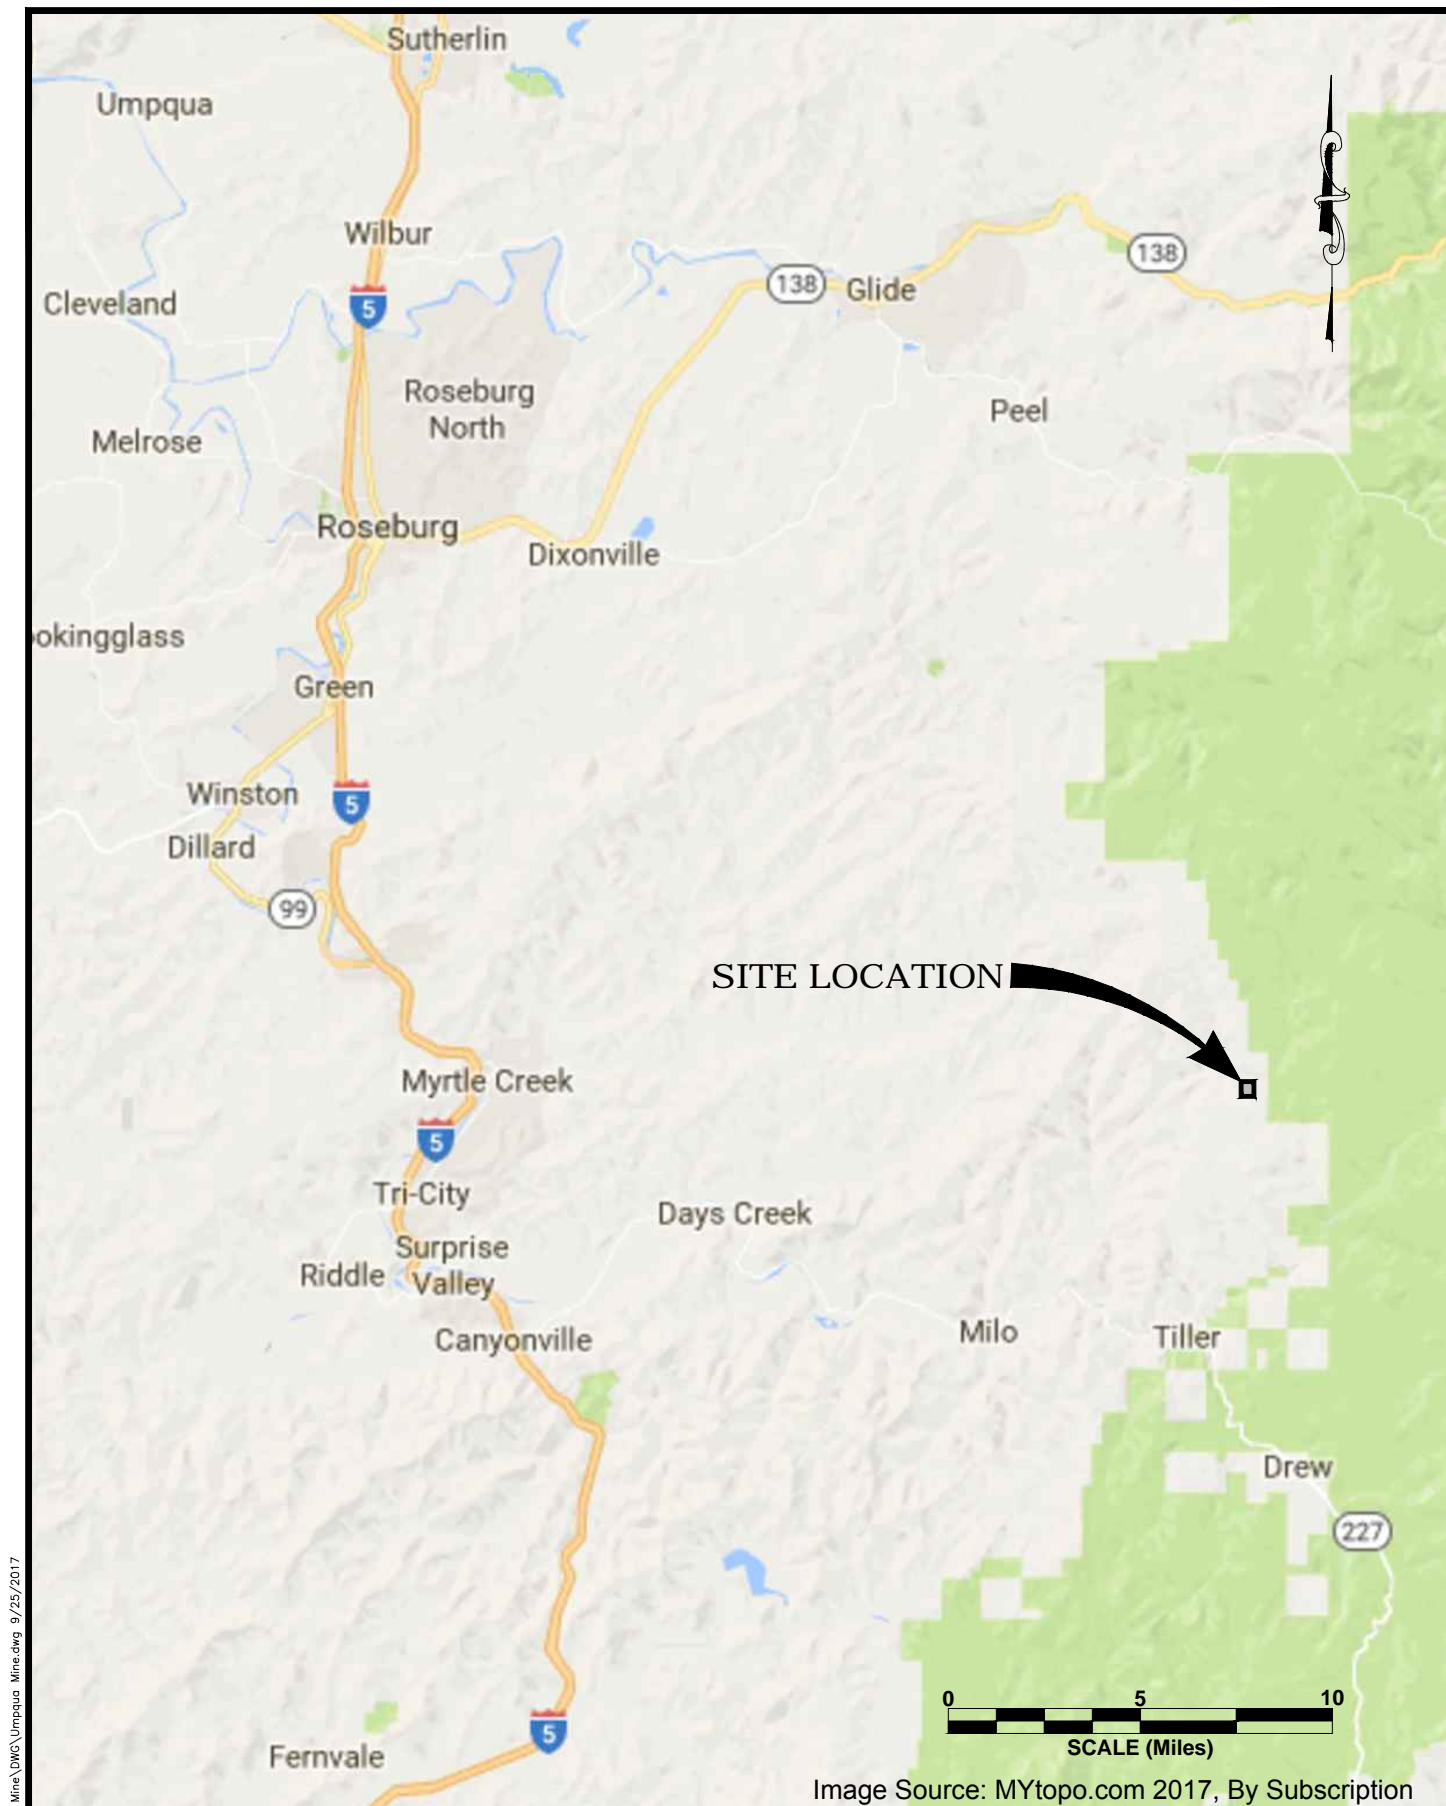 Sutherlin
Umpqua
Wilbur
138
138
Glide
Cleveland
5
Roseburg
North
Peel
Melrose
Roseburg
Dixonville
ookingglass
Green
Winston
5
Dillard
99
SITE LOCATION
Myrtle Creek
5
Tri-City
Days Creek
Surprise
Valley
Riddle
Milo
Tiller
Canyonville
Drew
227
0 5 10
SCALE (Miles)
5
Fernvale
Image Source: MYtopo.com 2017, By Subscription
Mine\DWG\Umpqua Mine.dwg 9/25/2017